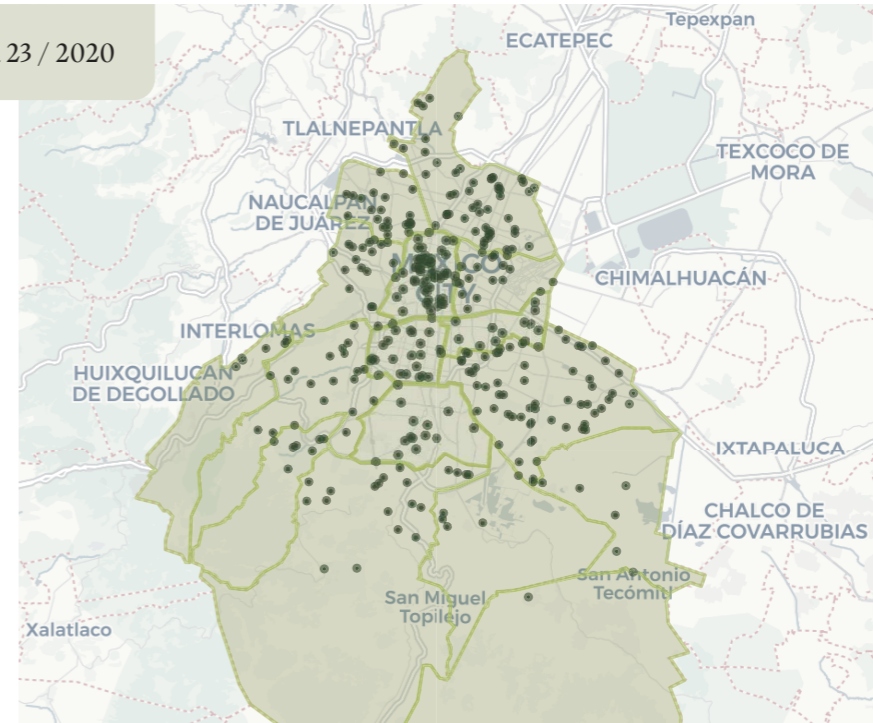 23 / 2020
Tepexpan
ECATEPEC
TLALNEPANTLA
TEXCOCO DE
MORA
NAUCALPAN
DE JUÁREZ
MEXICO
CITY
CHIMALHUACÁN
INTERLOMAS
HUIXQUILUCAN
DE DEGOLLADO
IXTAPALUCA
CHALCO DE
DÍAZ COVARRUBIAS
San Antonio
Tecómitl
San Miguel
Topilejo
Xalatlaco